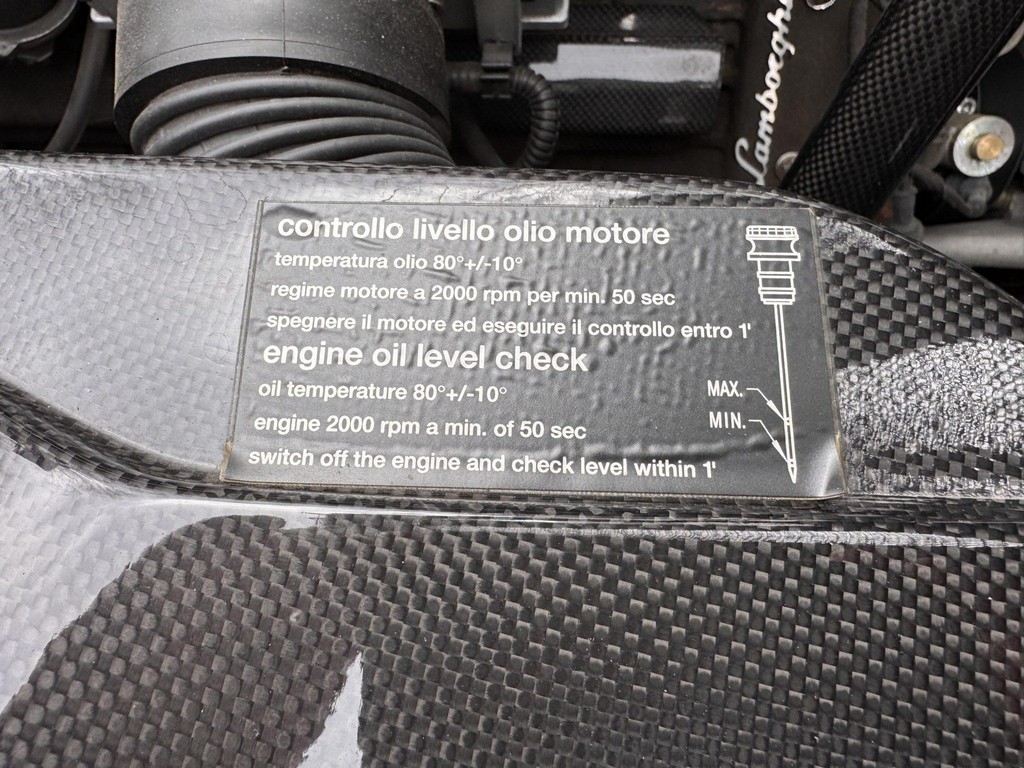 Lamborghi
controllo livello olio motore
temperatura olio 80°+/-10°
regime motore a 2000 rpm per min. 50 sec
spegnere il motore ed eseguire il controllo entro 1'
engine oil level check
oil temperature 80°+/-10°
engine 2000 rpm a min. of 50 sec
switch off the engine and check level within 1'
MAX.
MIN.